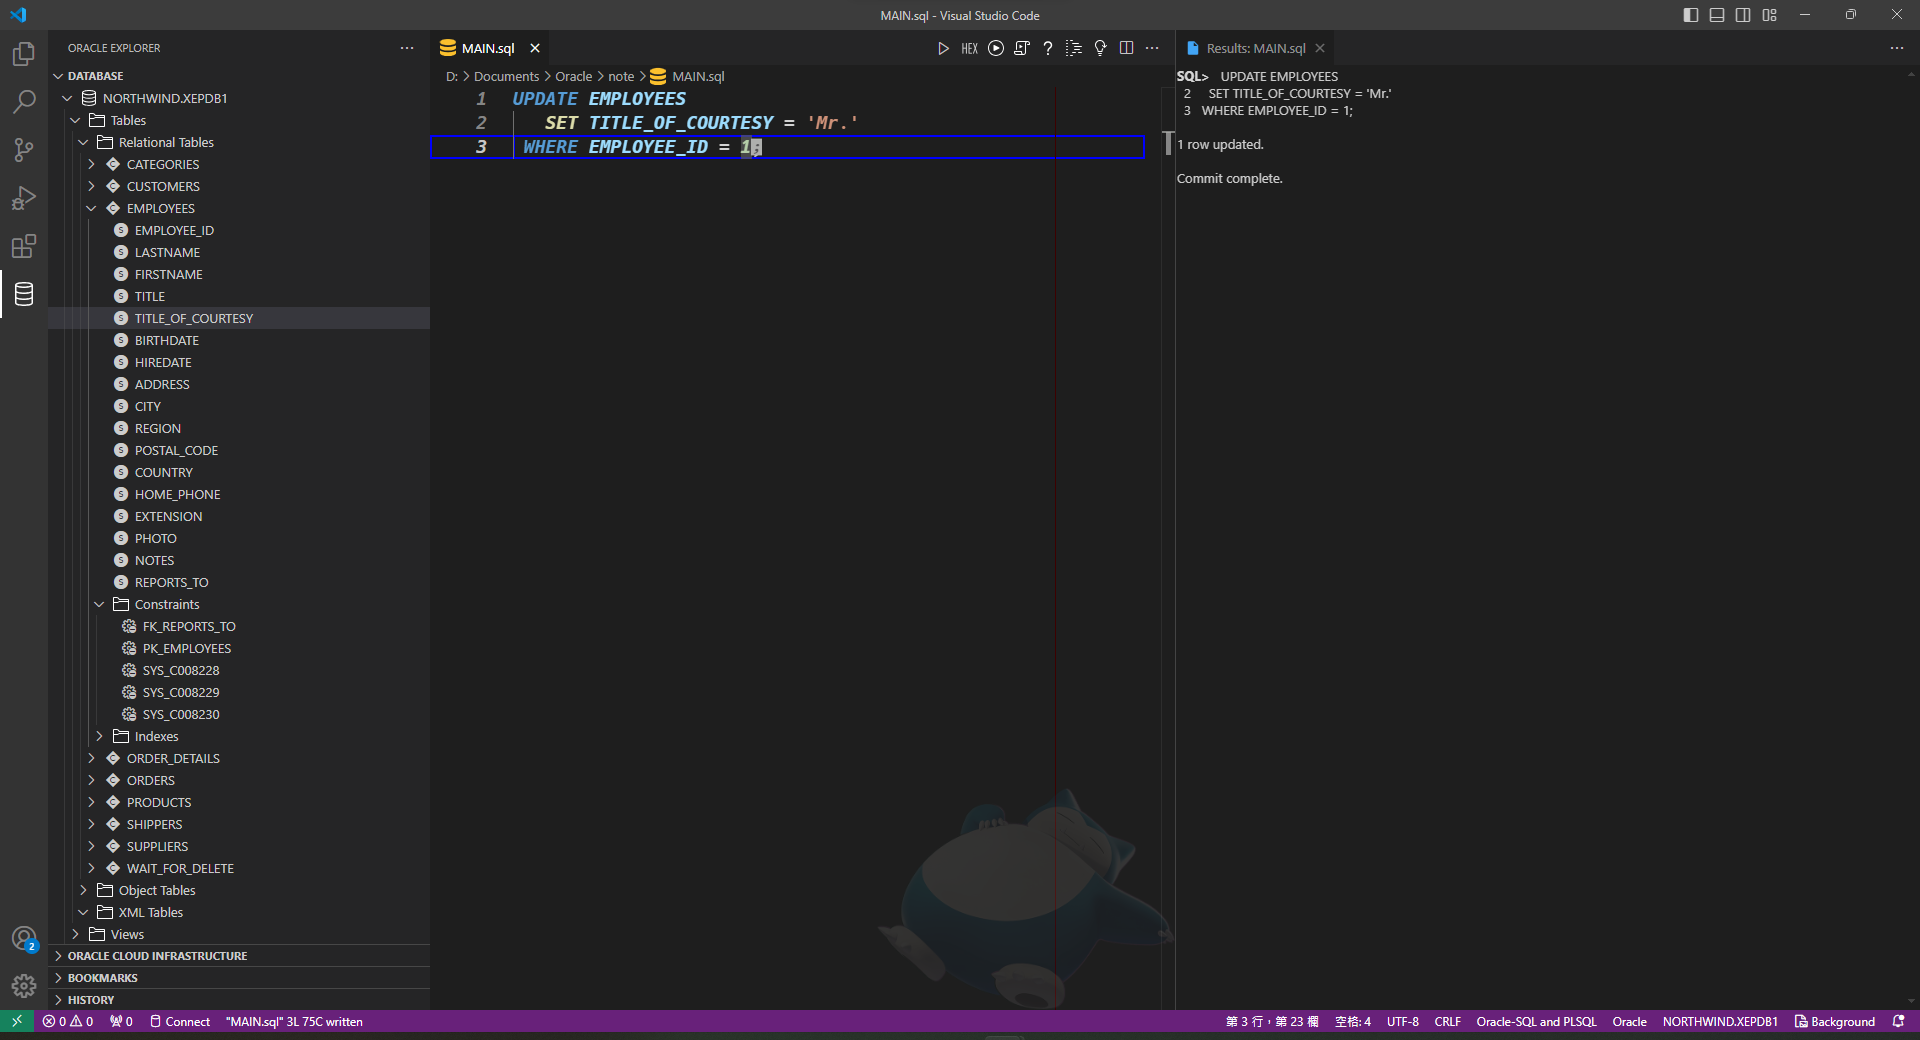 MAIN.sql - Visual Studio Code
ORACLE EXPLORER
DATABASE
NORTHWIND.XEPDB1
Tables
Relational Tables
CATEGORIES
CUSTOMERS
EMPLOYEES
EMPLOYEE_ID
LASTNAME
FIRSTNAME
TITLE
TITLE_OF_COURTESY
BIRTHDATE
HIREDATE
ADDRESS
CITY
REGION
POSTAL_CODE
COUNTRY
HOME_PHONE
EXTENSION
PHOTO
NOTES
REPORTS_TO
Constraints
FK_REPORTS_TO
PK_EMPLOYEES
SYS_C008228
SYS_C008229
SYS_C008230
Indexes
ORDER_DETAILS
ORDERS
PRODUCTS
SHIPPERS
SUPPLIERS
WAIT_FOR_DELETE
Object Tables
XML Tables
Views
ORACLE CLOUD INFRASTRUCTURE
BOOKMARKS
HISTORY
MAIN.sql
HEX
D: > Documents > Oracle > note > MAIN.sql
1 UPDATE EMPLOYEES
2 SET TITLE_OF_COURTESY = 'Mr.'
3 WHERE EMPLOYEE_ID = 1;
Results: MAIN.sql
SQL> UPDATE EMPLOYEES
2 SET TITLE_OF_COURTESY = 'Mr.'
3 WHERE EMPLOYEE_ID = 1;
1 row updated.
Commit complete.
2
0 0 0 Connect "MAIN.sql" 3L 75C written
第 3 行，第 23 欄 空格: 4 UTF-8 CRLF Oracle-SQL and PLSQL Oracle NORTHWIND.XEPDB1 Background